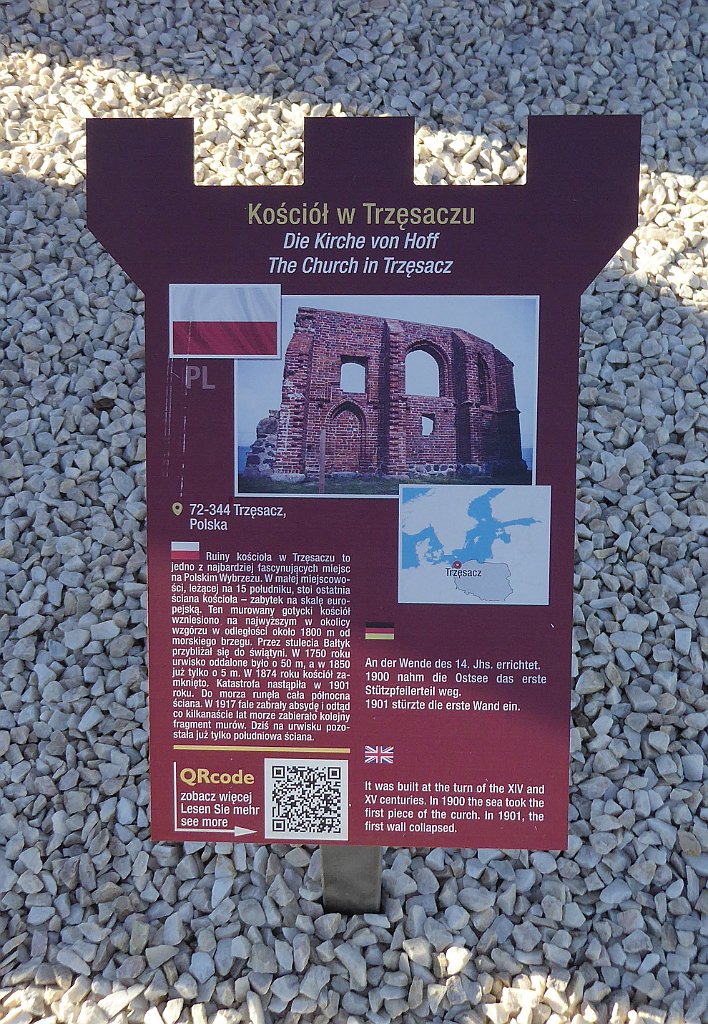 Kościół w Trzęsaczu
Die Kirche von Hoff
The Church in Trzęsacz
PL
72-344 Trzęsacz,
Polska
Trzęsacz
Ruiny kościoła w Trzęsaczu to
jedno z najbardziej fascynujących miejsc
na Polskim Wybrzeżu. W małej miejscowo-
ści, leżącej na 15 południku, stoi ostatnia
ściana kościoła – zabytek na skalę euro-
pejską. Ten murowany gotycki kościół
wzniesiono na najwyższym w okolicy
wzgórzu w odległości około 1800 m od
morskiego brzegu. Przez stulecia Bałtyk
przybliżał się do świątyni. W 1750 roku
urwisko oddalone było o 50 m, a w 1850
już tylko o 5 m. W 1874 roku kościół za-
mknięto. Katastrofa nastąpiła w 1901
roku. Do morza runęła cała północna
ściana. W 1917 fale zabrały absydę i odtąd
co kilkanaście lat morze zabierało kolejny
fragment murów. Dziś na urwisku pozo-
stała już tylko południowa ściana.
An der Wende des 14. Jhs. errichtet.
1900 nahm die Ostsee das erste
Stützpfeilerteil weg.
1901 stürzte die erste Wand ein.
It was built at the turn of the XIV and
XV centuries. In 1900 the sea took the
first piece of the curch. In 1901, the
first wall collapsed.
QRcode
zobacz więcej
Lesen Sie mehr
see more